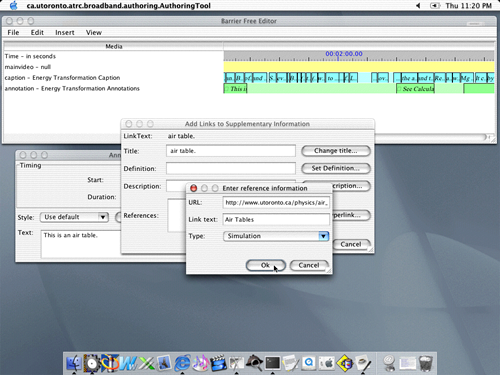 ca.utoronto.atrc.broadband.authoring.AuthoringTool
Thu 11:20 PM
Barrier Free Editor
File Edit Insert View
Media
Time - in seconds
00:02:00.00
mainvideo - null
caption - Energy Transformation Caption
annotation - Energy Transformation Annotations
This is
See Calcula
Add Links to Supplementary Information
LinkText: air table.
Title: air table. Change title...
Definition: Set Definition...
Description:
References:
Cancel
Timing
Start:
Duration:
Style: Use default
Text: This is an air table.
Enter reference information
URL: http://www.utoronto.ca/physics/air_
Link text: Air Tables
Type: Simulation
Ok Cancel